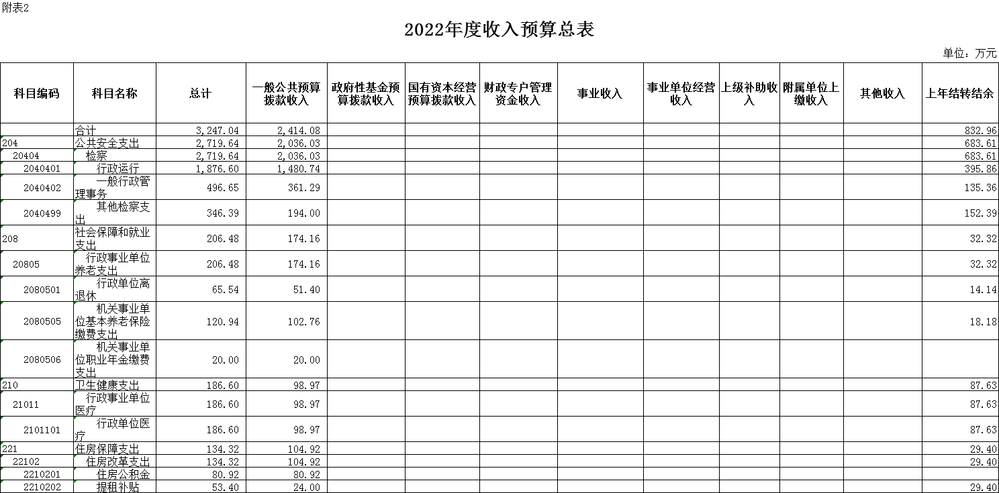 附表2
2022年度收入预算总表
单位：万元
科目编码 科目名称 总计 一般公共预算拨款收入 政府性基金预算拨款收入 国有资本经营预算拨款收入 财政专户管理资金收入 事业收入 事业单位经营收入 上级补助收入 附属单位上缴收入 其他收入 上年结转结余
合计 3,247.04 2,414.08 832.96
204 公共安全支出 2,719.64 2,036.03 683.61
20404 检察 2,719.64 2,036.03 683.61
2040401 行政运行 1,876.60 1,480.74 395.86
2040402 一般行政管理事务 496.65 361.29 135.36
2040499 其他检察支出 346.39 194.00 152.39
208 社会保障和就业支出 206.48 174.16 32.32
20805 行政事业单位养老支出 206.48 174.16 32.32
2080501 行政单位离退休 65.54 51.40 14.14
2080505 机关事业单位基本养老保险缴费支出 120.94 102.76 18.18
2080506 机关事业单位职业年金缴费支出 20.00 20.00
210 卫生健康支出 186.60 98.97 87.63
21011 行政事业单位医疗 186.60 98.97 87.63
2101101 行政单位医疗 186.60 98.97 87.63
221 住房保障支出 134.32 104.92 29.40
22102 住房改革支出 134.32 104.92 29.40
2210201 住房公积金 80.92 80.92
2210202 提租补贴 53.40 24.00 29.40